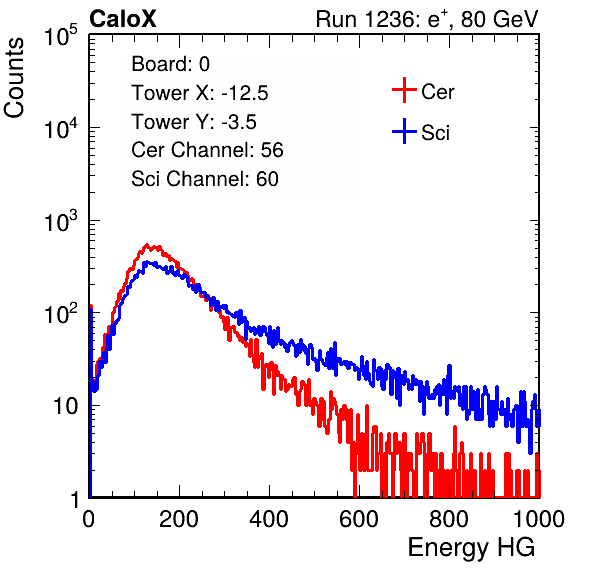 CaloX Run 1236: e⁺, 80 GeV
Counts
10⁵
10⁴
10³
10²
10
1
Board: 0
Tower X: -12.5
Tower Y: -3.5
Cer Channel: 56
Sci Channel: 60
Cer
Sci
0 200 400 600 800 1000
Energy HG